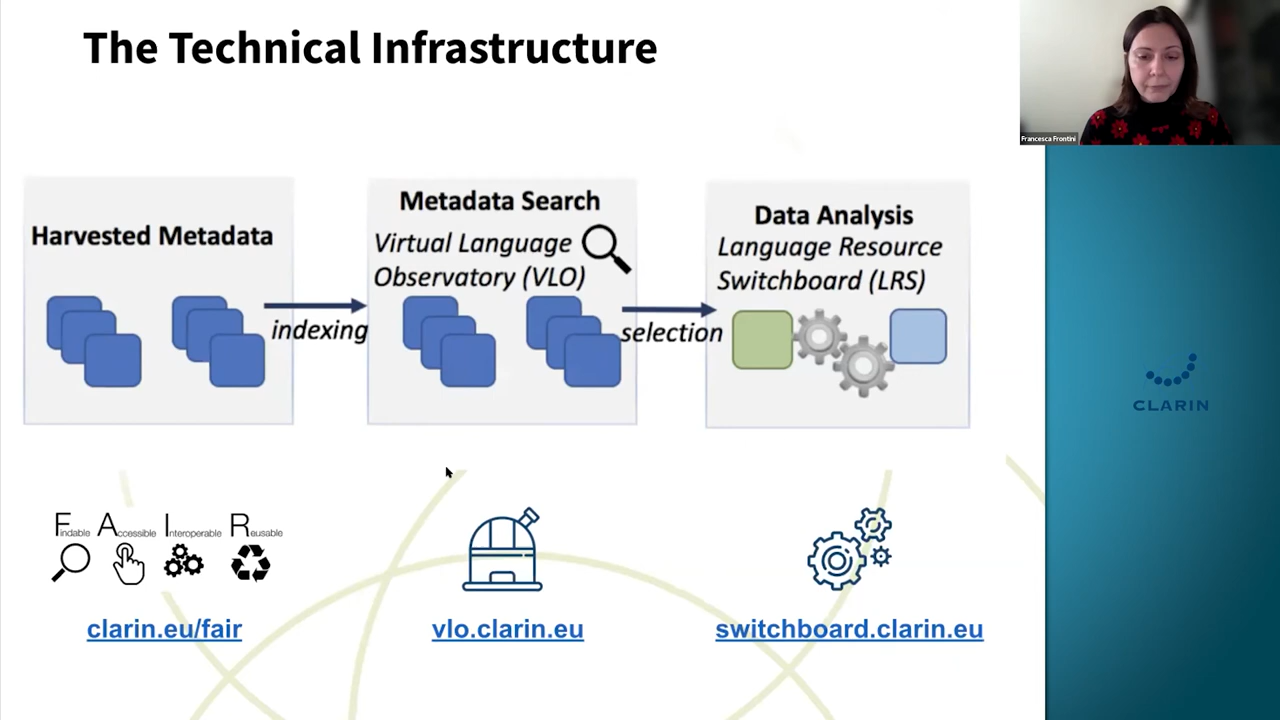 The Technical Infrastructure
Francesca Frontini
Harvested Metadata
indexing
Metadata Search
Virtual Language
Observatory (VLO)
selection
Data Analysis
Language Resource
Switchboard (LRS)
CLARIN
Findable Accessible Interoperable Reusable
clarin.eu/fair
vlo.clarin.eu
switchboard.clarin.eu